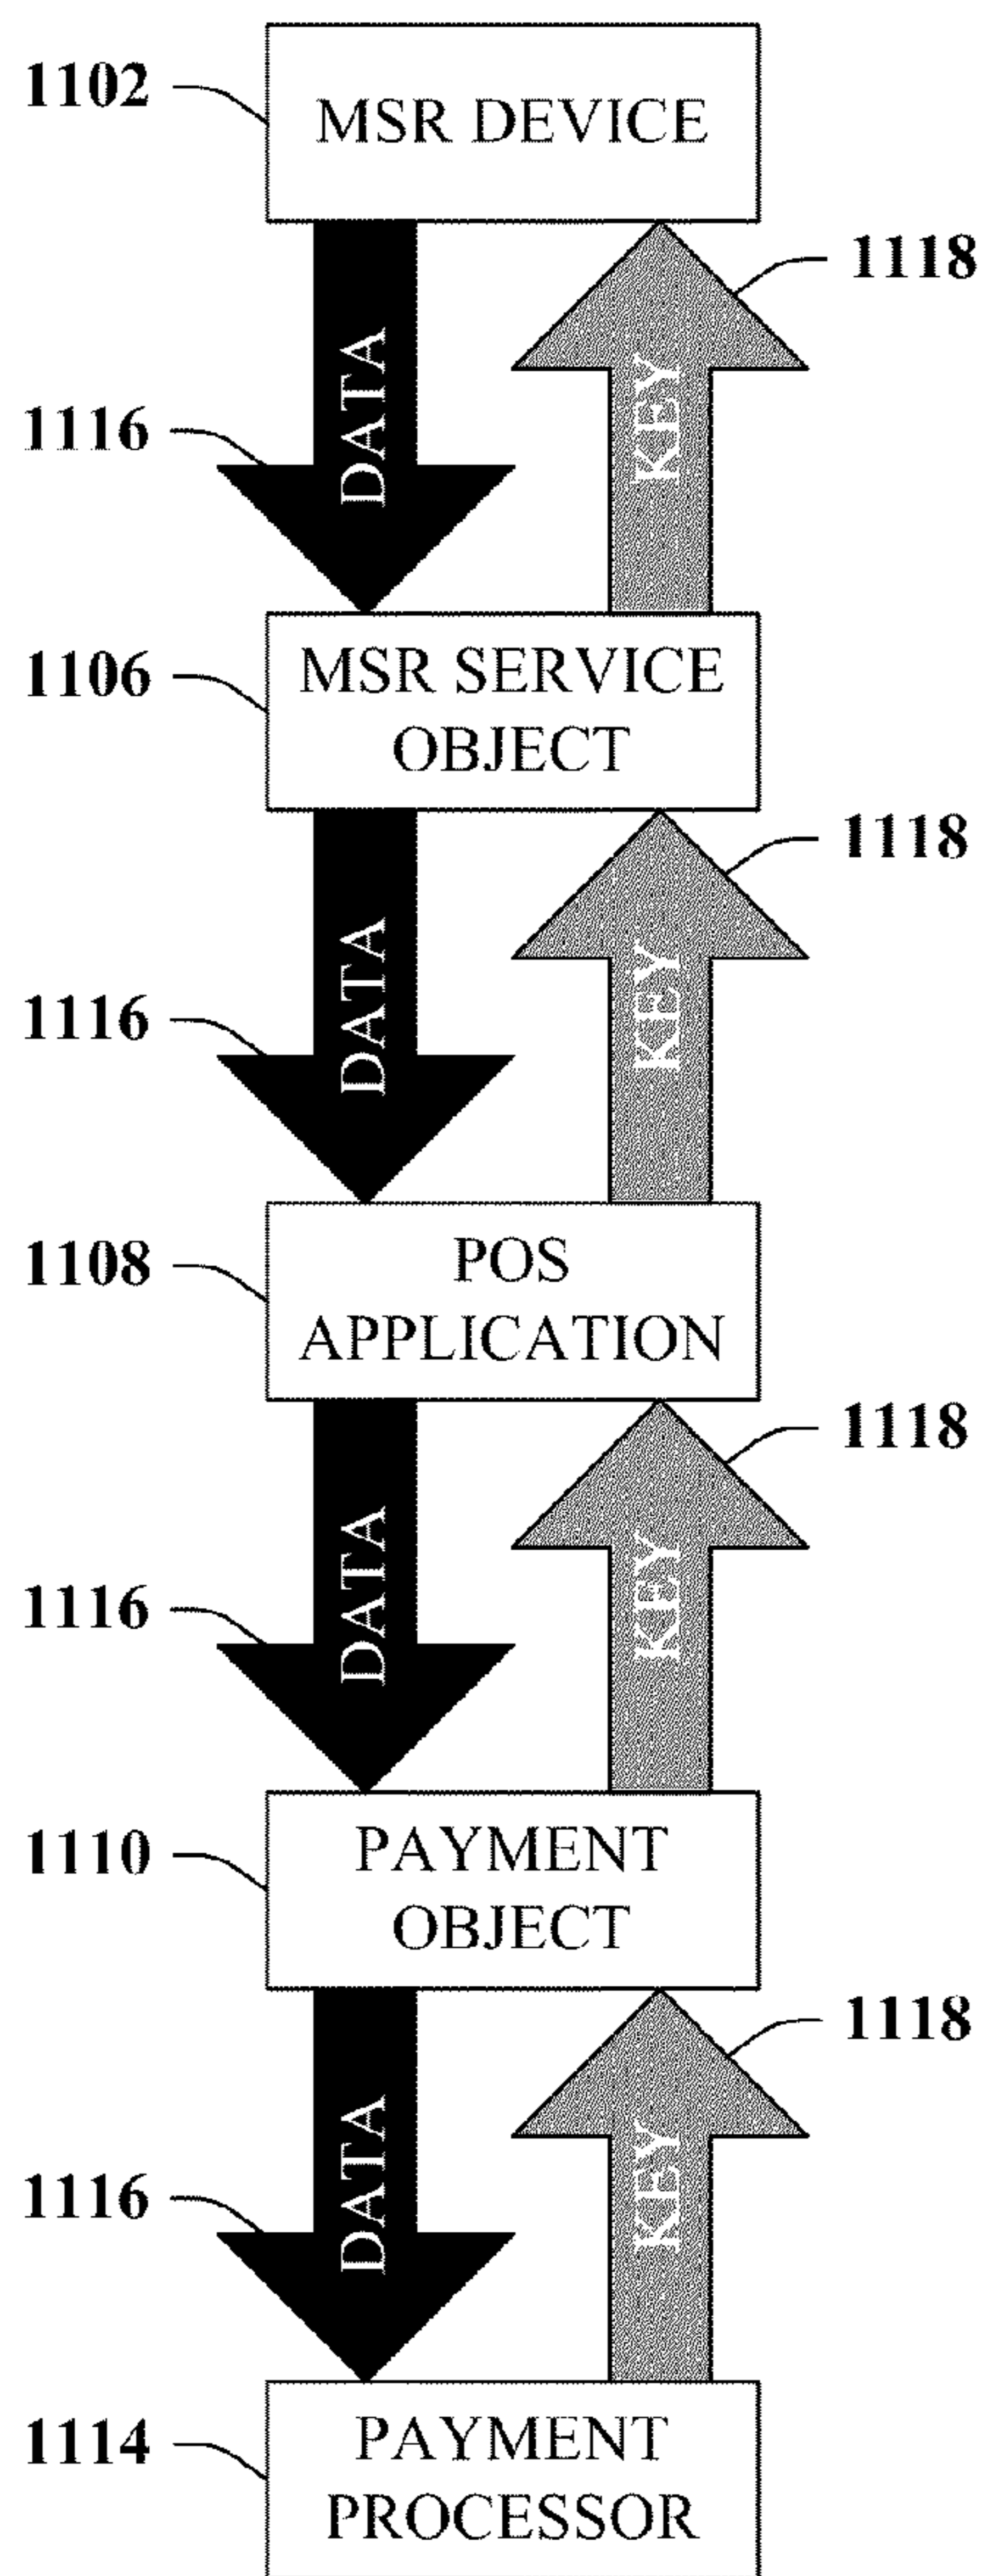 1102
MSR DEVICE
1118
DATA
KEY
1116
1106
MSR SERVICE
OBJECT
1118
DATA
KEY
1116
1108
POS
APPLICATION
1118
DATA
KEY
1116
1110
PAYMENT
OBJECT
1118
DATA
KEY
1116
1114
PAYMENT
PROCESSOR